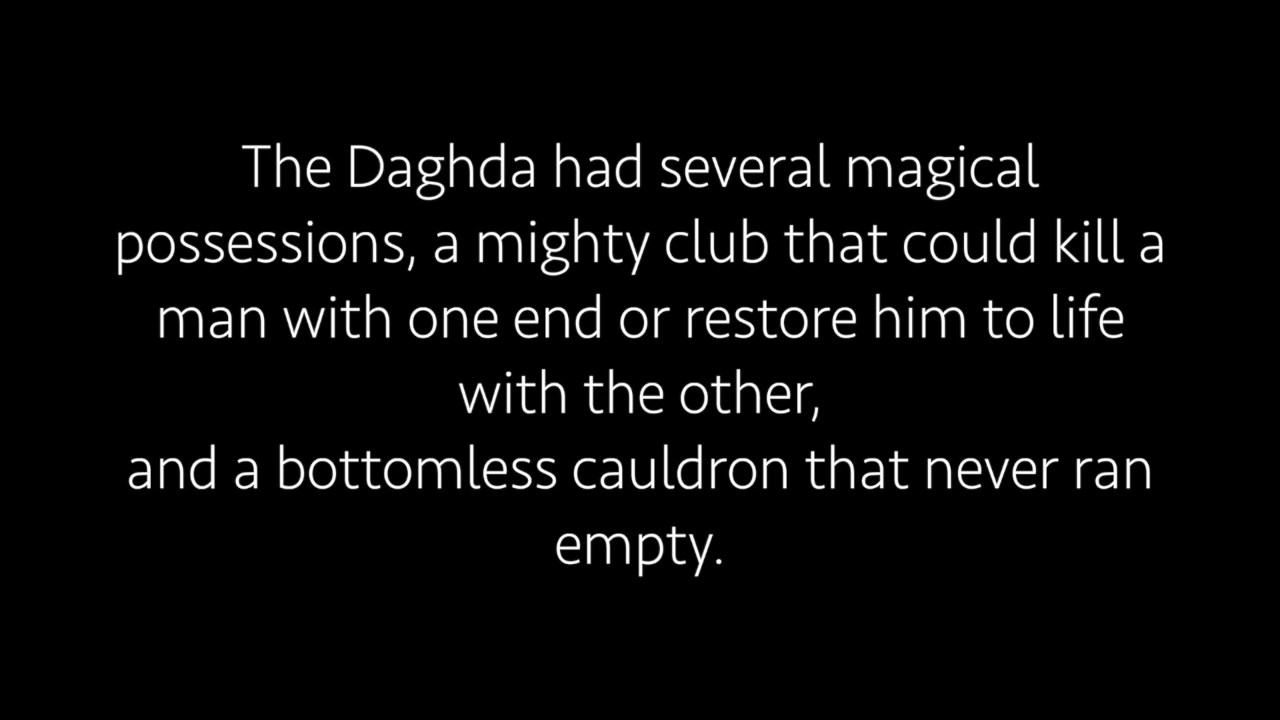 The Daghda had several magical
possessions, a mighty club that could kill a
man with one end or restore him to life
with the other,
and a bottomless cauldron that never ran
empty.